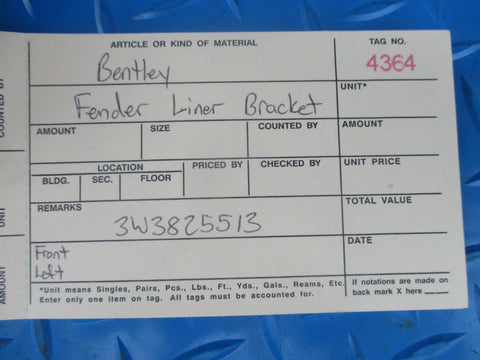 ARTICLE OR KIND OF MATERIAL
TAG NO.
Bentley
4364
UNIT*
Fender Liner Bracket
AMOUNT
SIZE
COUNTED BY
AMOUNT
LOCATION
PRICED BY
CHECKED BY
UNIT PRICE
BLDG.
SEC.
FLOOR
REMARKS
TOTAL VALUE
3W3825513
Front
Left
DATE
*Unit means Singles, Pairs, Pcs., Lbs., Ft., Yds., Gals., Reams, Etc.
Enter only one item on tag. All tags must be accounted for.
If notations are made on
back mark X here
COUNTED BY
UNIT
AMOUNT